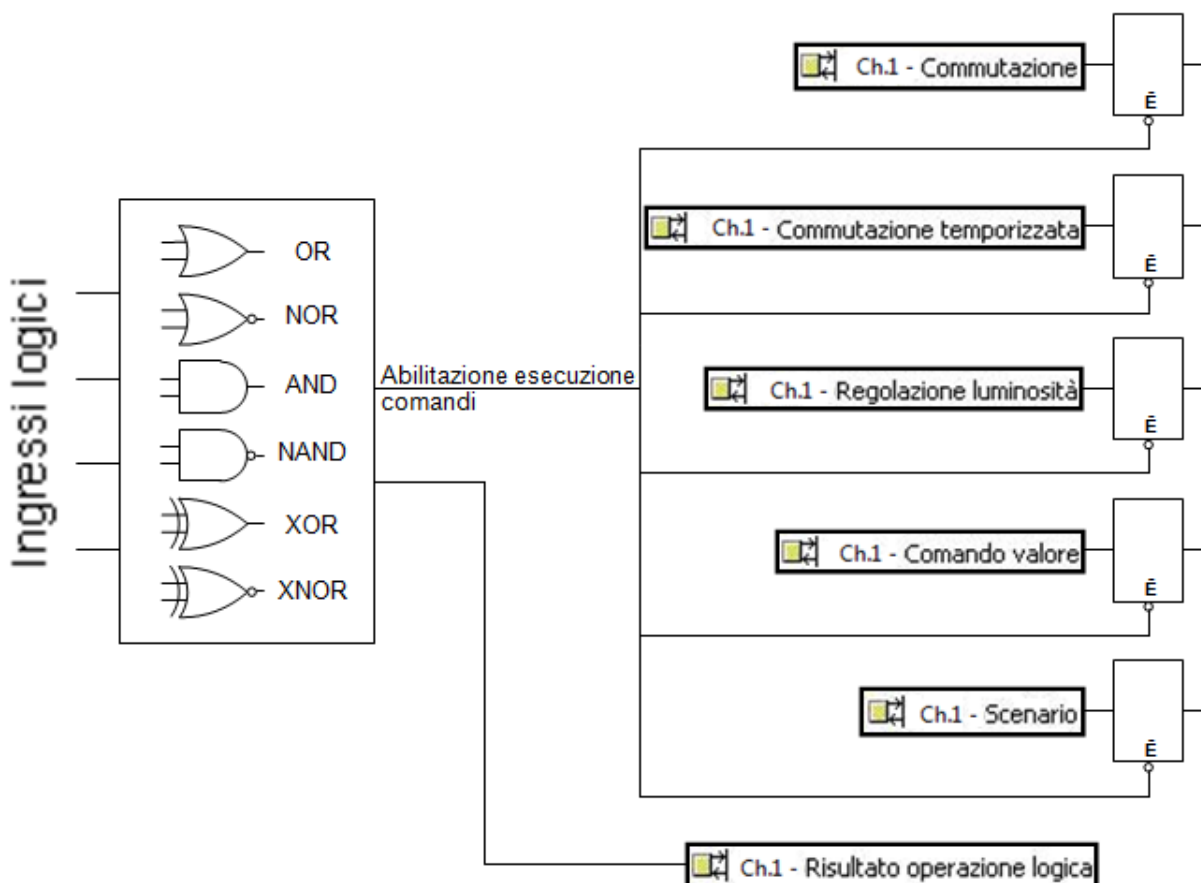 Ingressi logici
OR
NOR
AND
NAND
XOR
XNOR
Abilitazione esecuzione
comandi
Ch.1 - Commutazione
Ē
Ch.1 - Commutazione temporizzata
Ē
Ch.1 - Regolazione luminosità
Ē
Ch.1 - Comando valore
Ē
Ch.1 - Scenario
Ē
Ch.1 - Risultato operazione logica